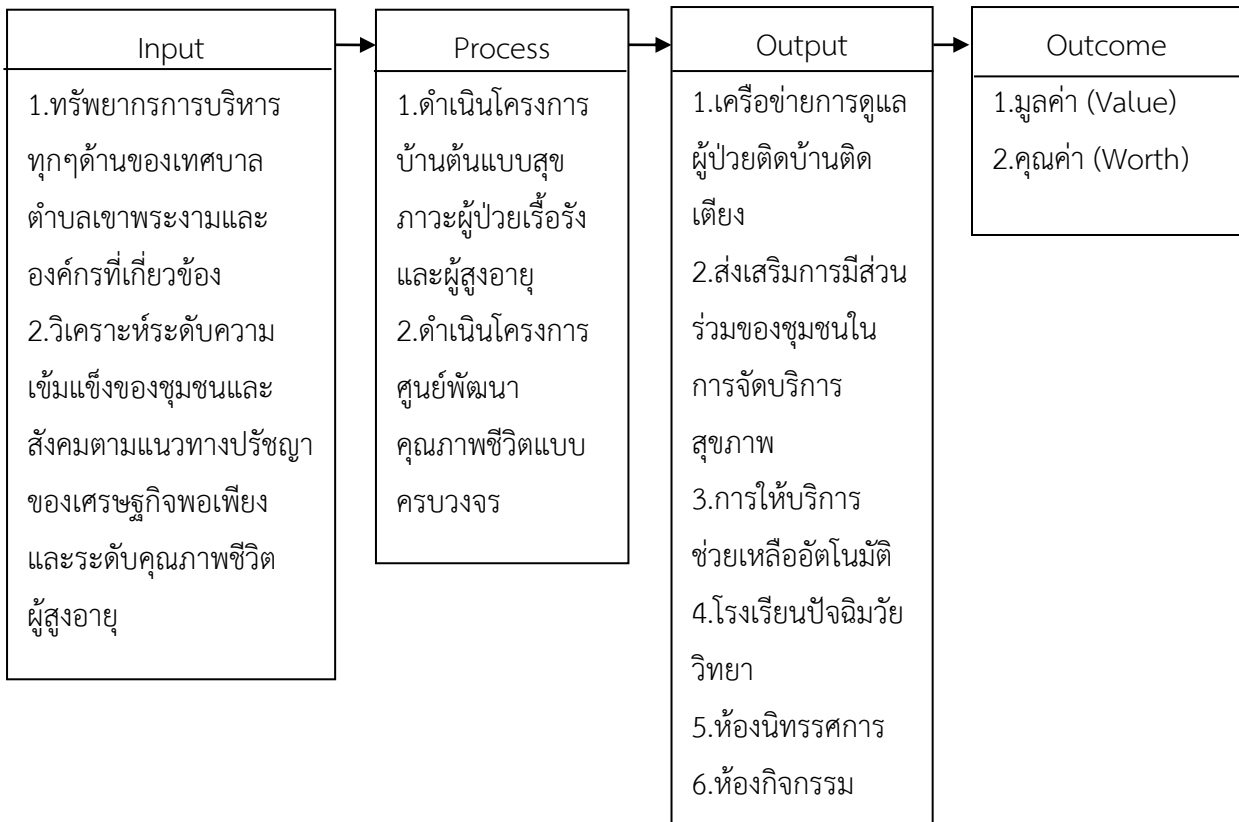 Input
1.ทรัพยากรการบริหาร
ทุกๆด้านของเทศบาล
ตำบลเขาพระงามและ
องค์กรที่เกี่ยวข้อง
2.วิเคราะห์ระดับความ
เข้มแข็งของชุมชนและ
สังคมตามแนวทางปรัชญา
ของเศรษฐกิจพอเพียง
และระดับคุณภาพชีวิต
ผู้สูงอายุ
Process
1.ดำเนินโครงการ
บ้านต้นแบบสุข
ภาวะผู้ป่วยเรื้อรัง
และผู้สูงอายุ
2.ดำเนินโครงการ
ศูนย์พัฒนา
คุณภาพชีวิตแบบ
ครบวงจร
Output
1.เครือข่ายการดูแล
ผู้ป่วยติดบ้านติด
เตียง
2.ส่งเสริมการมีส่วน
ร่วมของชุมชนใน
การจัดบริการ
สุขภาพ
3.การให้บริการ
ช่วยเหลืออัตโนมัติ
4.โรงเรียนปัจฉิมวัย
วิทยา
5.ห้องนิทรรศการ
6.ห้องกิจกรรม
Outcome
1.มูลค่า (Value)
2.คุณค่า (Worth)